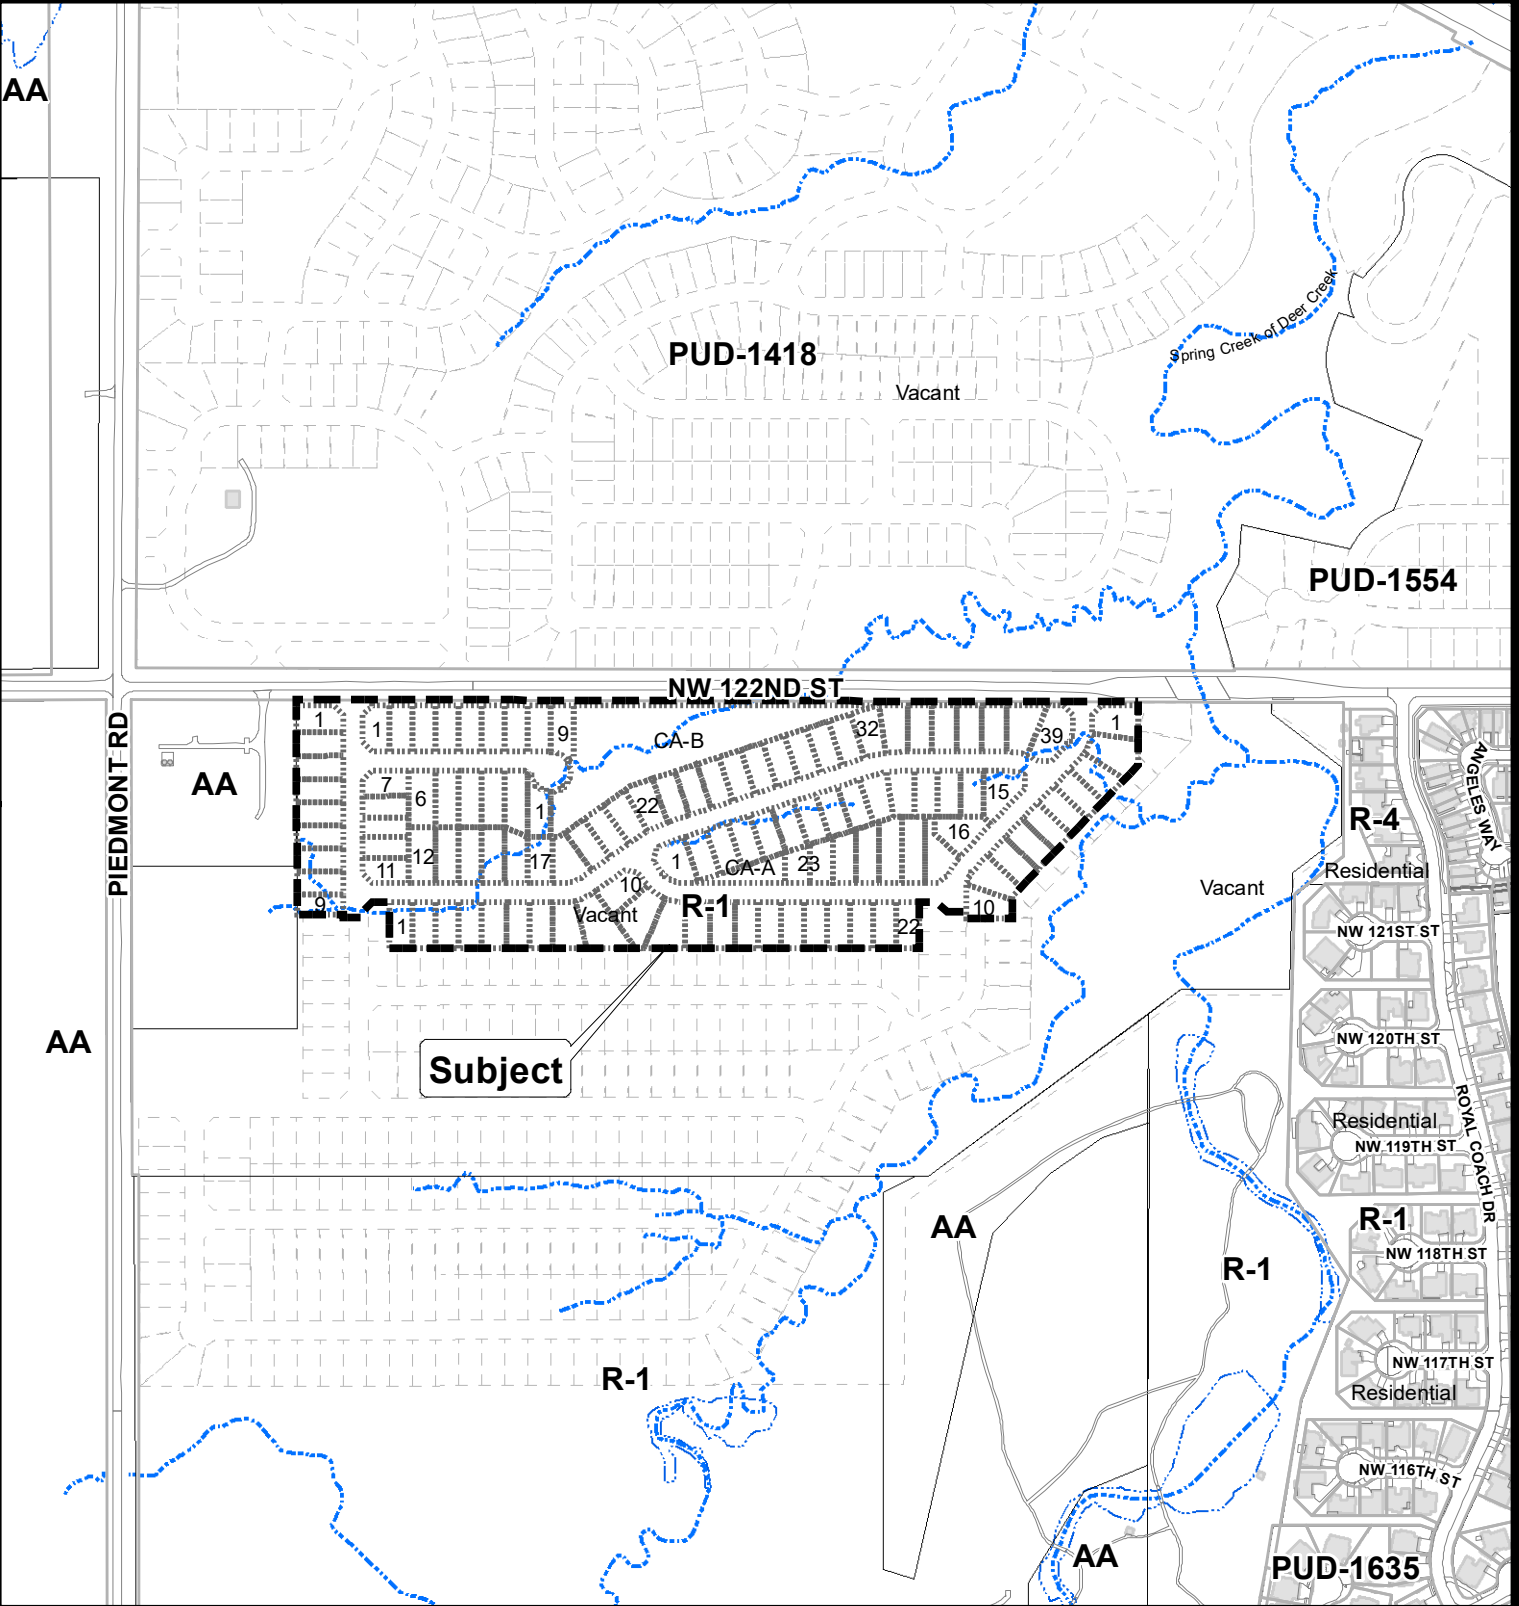 AA
Spring Creek of Deer Creek
PUD-1418
Vacant
PUD-1554
NW 122ND ST
PIEDMONT RD
AA
1
1
9
CA-B
32
39
1
7
6
1
22
15
12
17
11
1
CA-A
23
16
10
9
1
Vacant
R-1
22
10
Subject
AA
Vacant
R-4
Residential
ANGLES WAY
NW 121ST ST
NW 120TH ST
Residential
NW 119TH ST
ROYAL COACH DR
R-1
NW 118TH ST
AA
R-1
NW 117TH ST
Residential
R-1
NW 116TH ST
AA
PUD-1635